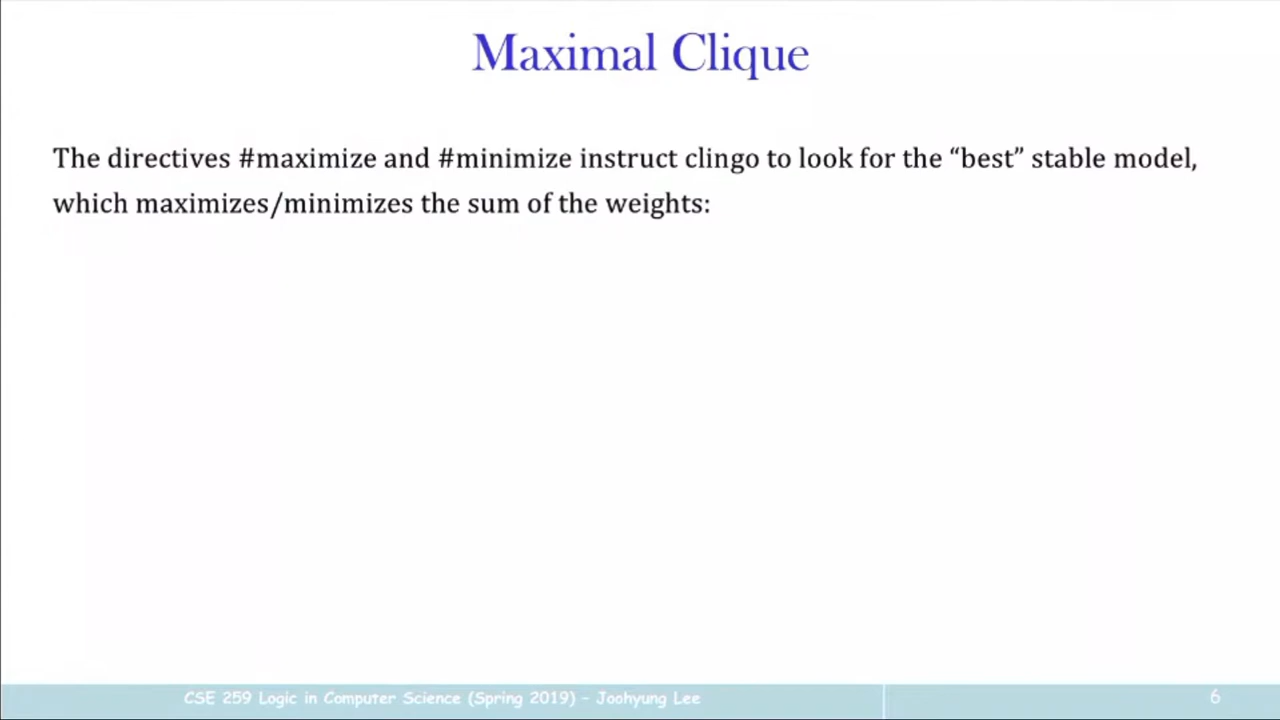 Maximal Clique
The directives #maximize and #minimize instruct clingo to look for the “best” stable model,
which maximizes/minimizes the sum of the weights:
CSE 259 Logic in Computer Science (Spring 2019) – Joohyung Lee
6